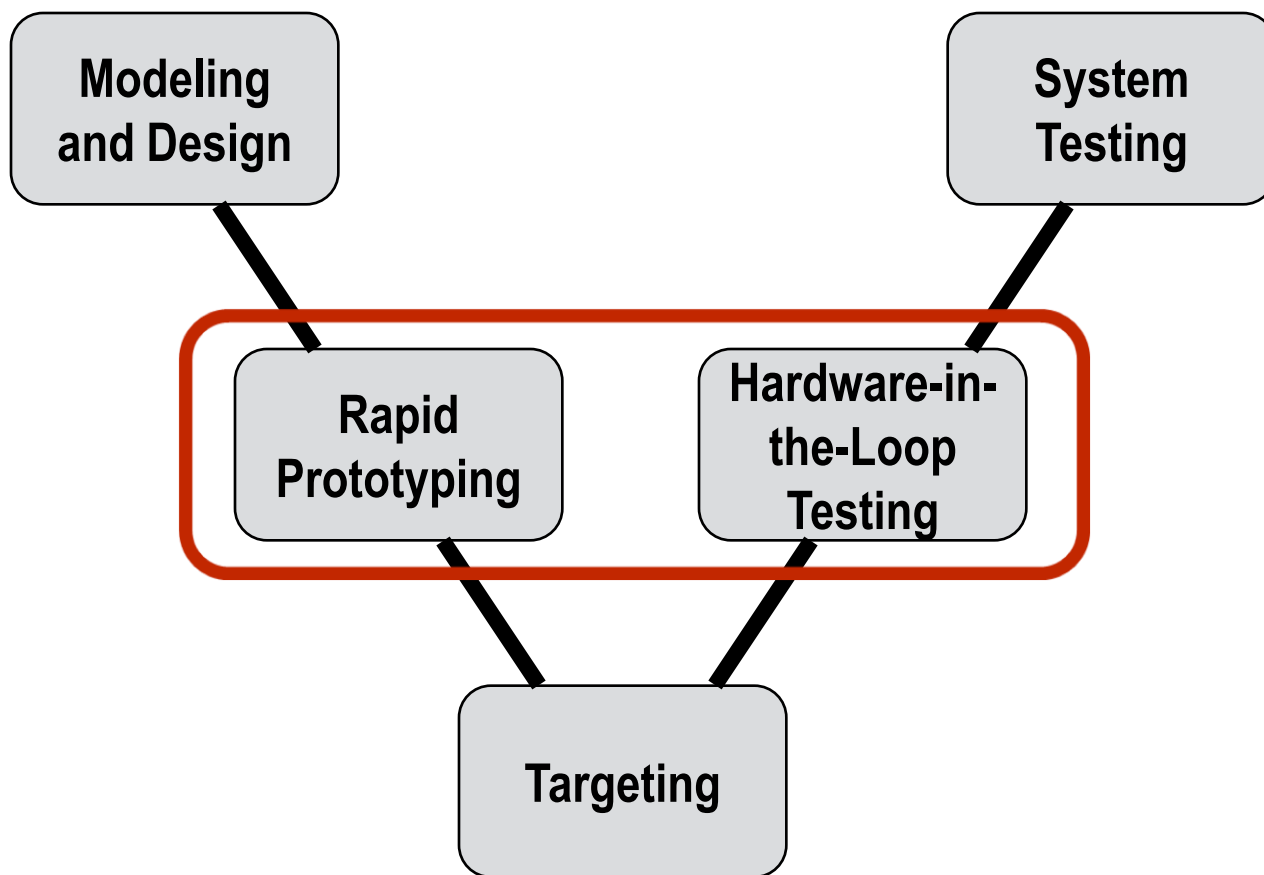 Modeling
and Design
System
Testing
Rapid
Prototyping
Hardware-in-
the-Loop
Testing
Targeting